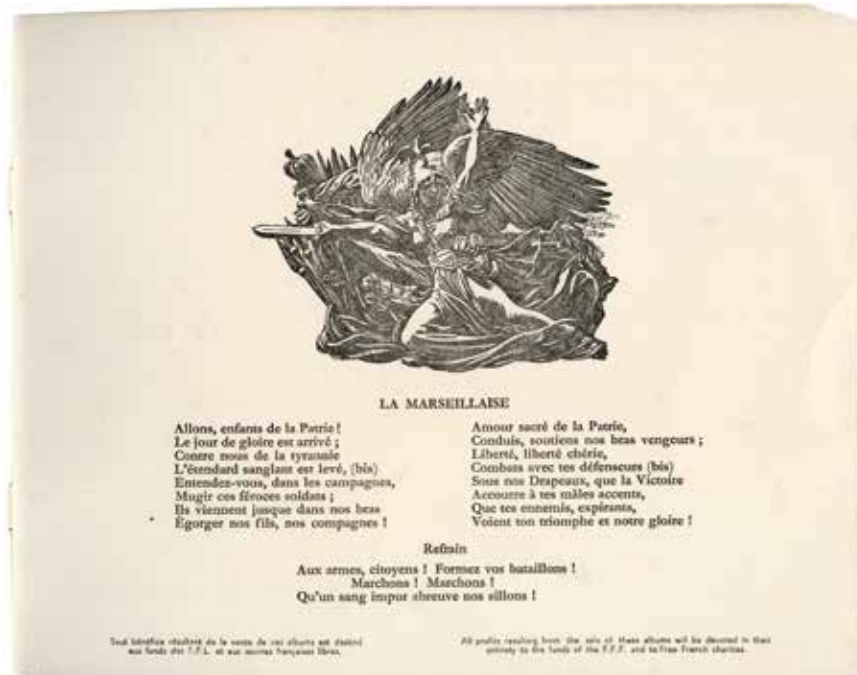 LA MARSEILLAISE
Allons, enfants de la Patrie !
Le jour de gloire est arrivé ;
Contre nous de la tyrannie
L'étendard sanglant est levé, (bis)
Entendez-vous, dans les campagnes,
Mugir ces féroces soldats ;
Ils viennent jusque dans nos bras
Égorger nos fils, nos compagnes !
Amour sacré de la Patrie,
Conduis, soutiens nos bras vengeurs ;
Liberté, liberté chérie,
Combats avec tes défenseurs (bis)
Sous nos Drapeaux, que la Victoire
Accoure à tes mâles accents,
Que tes ennemis, expirants,
Voient ton triomphe et notre gloire !
Refrain
Aux armes, citoyens ! Formez vos bataillons !
Marchons ! Marchons !
Qu'un sang impur abreuve nos sillons !
Tout bénéfice résultant de la vente de ces albums est destiné
aux fonds des F.F.L. et aux œuvres françaises libres.
All profits resulting from the sale of these albums will be devoted in their
entirety to the funds of the F.F.F. and to Free French charities.